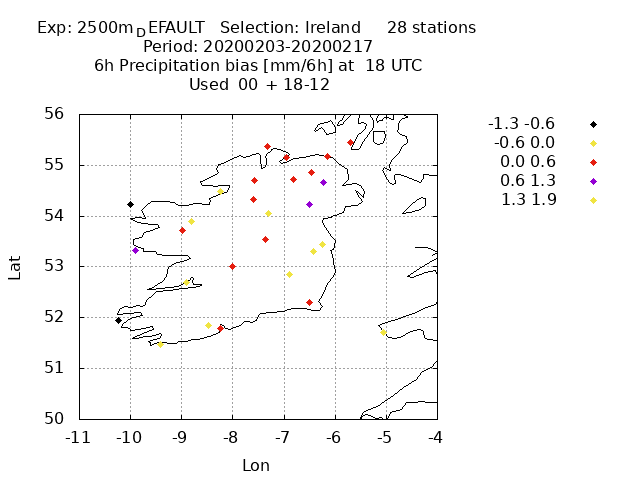 Exp: 2500mDEFAULT Selection: Ireland 28 stations
Period: 20200203-20200217
6h Precipitation bias [mm/6h] at 18 UTC
Used 00 + 18-12
-1.3 -0.6
-0.6 0.0
0.0 0.6
0.6 1.3
1.3 1.9
56
55
54
53
52
51
50
Lat
-11 -10 -9 -8 -7 -6 -5 -4
Lon